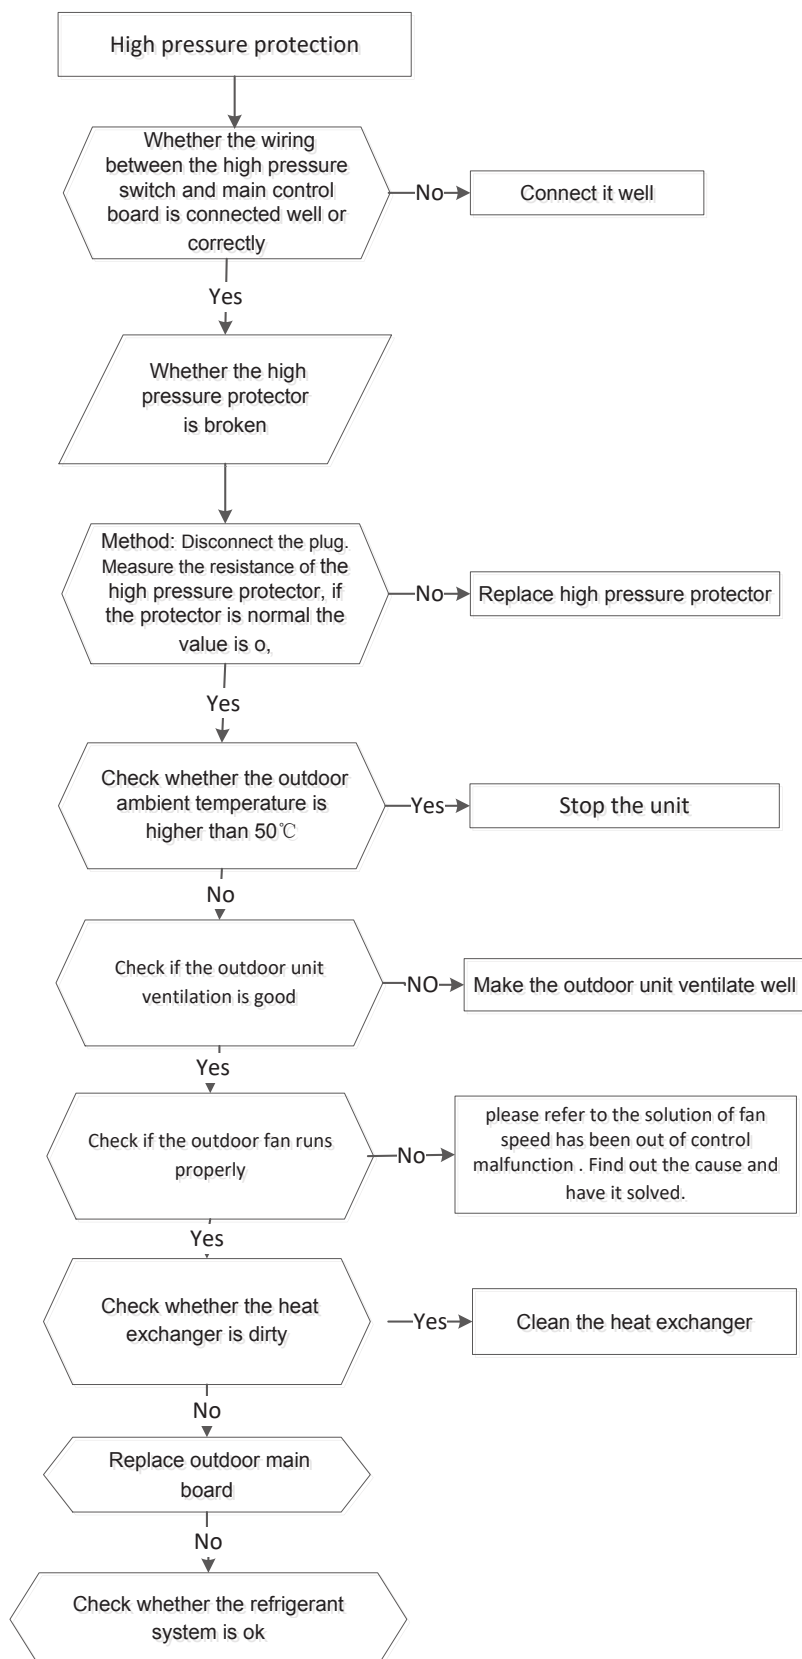 High pressure protection
Whether the wiring
between the high pressure
switch and main control
board is connected well or
correctly
No
Connect it well
Yes
Whether the high
pressure protector
is broken
Method: Disconnect the plug.
Measure the resistance of the
high pressure protector, if
the protector is normal the
value is o,
No
Replace high pressure protector
Yes
Check whether the outdoor
ambient temperature is
higher than 50℃
Yes
Stop the unit
No
Check if the outdoor unit
ventilation is good
NO
Make the outdoor unit ventilate well
Yes
Check if the outdoor fan runs
properly
No
please refer to the solution of fan
speed has been out of control
malfunction . Find out the cause and
have it solved.
Yes
Check whether the heat
exchanger is dirty
Yes
Clean the heat exchanger
No
Replace outdoor main
board
No
Check whether the refrigerant
system is ok